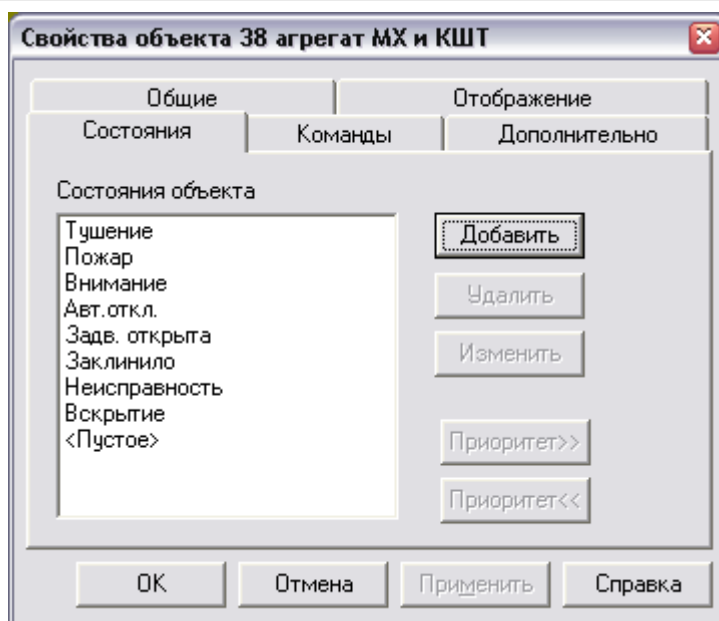 Свойства объекта 38 агрегат МХ и КШТ
Общие
Отображение
Состояния
Команды
Дополнительно
Состояния объекта
Тушение
Пожар
Внимание
Авт.откл.
Задв. открыта
Заклинило
Неисправность
Вскрытие
<Пустое>
Добавить
Удалить
Изменить
Приоритет>>
Приоритет<<
OK
Отмена
Применить
Справка